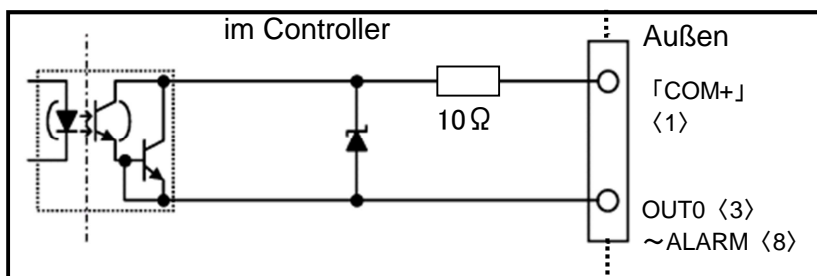 im Controller
Außen
「COM+」
〈1〉
10Ω
OUT0〈3〉
～ALARM〈8〉